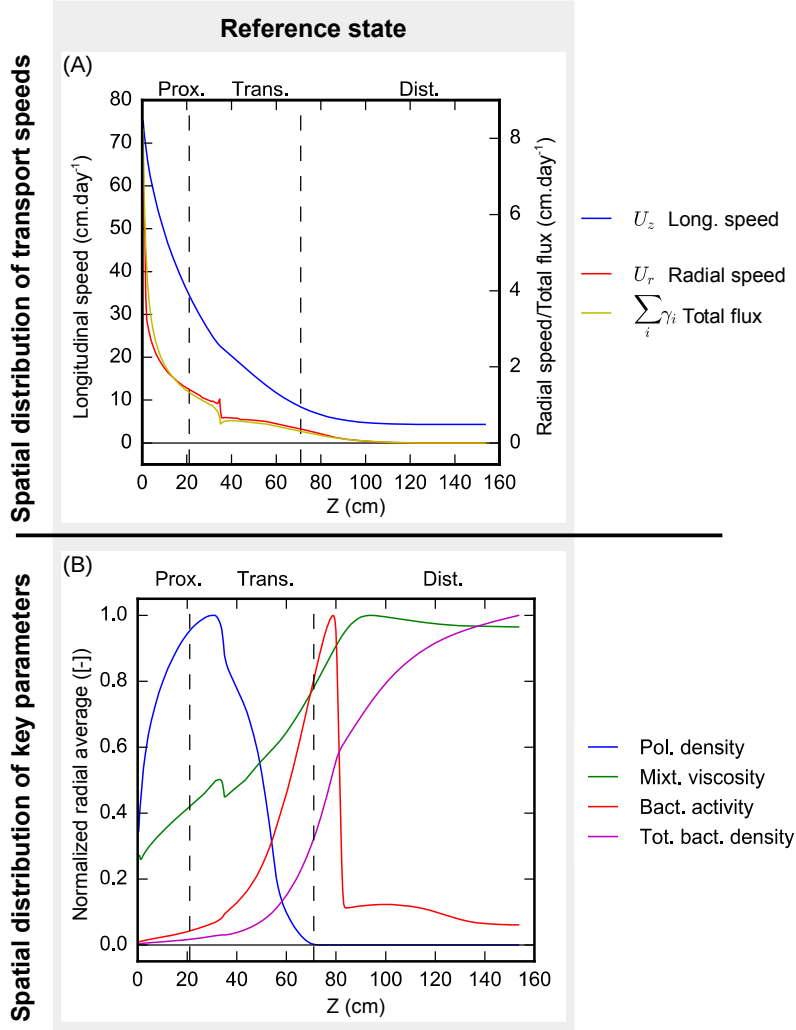 Reference state
Spatial distribution of transport speeds
(A)
Prox. Trans. Dist.
Longitudinal speed (cm.day⁻¹)
80
70
60
50
40
30
20
10
0
Radial speed/Total flux (cm.day⁻¹)
8
6
4
2
0
0 20 40 60 80 100 120 140 160
Z (cm)
U_z Long. speed
U_r Radial speed
∑_i γ_i Total flux
Spatial distribution of key parameters
(B)
Prox. Trans. Dist.
Normalized radial average ([-])
1.0
0.8
0.6
0.4
0.2
0.0
0 20 40 60 80 100 120 140 160
Z (cm)
Pol. density
Mixt. viscosity
Bact. activity
Tot. bact. density